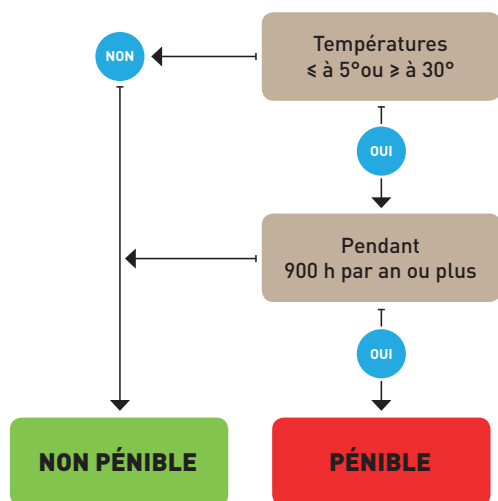 NON
Températures
≤ à 5°ou ≥ à 30°
OUI
Pendant
900 h par an ou plus
OUI
NON PÉNIBLE
PÉNIBLE